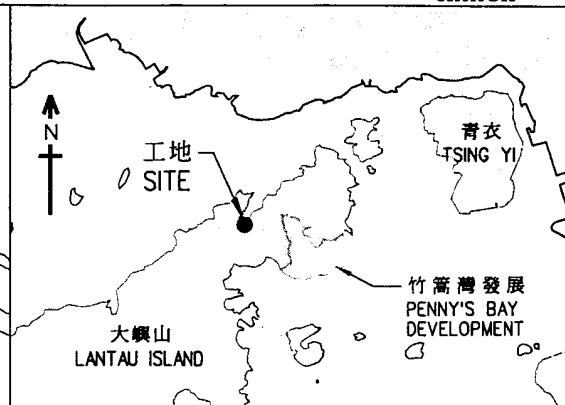 N
工地
SITE
青衣
TSING YI
竹篙灣發展
PENNY'S BAY
DEVELOPMENT
大嶼山
LANTAU ISLAND